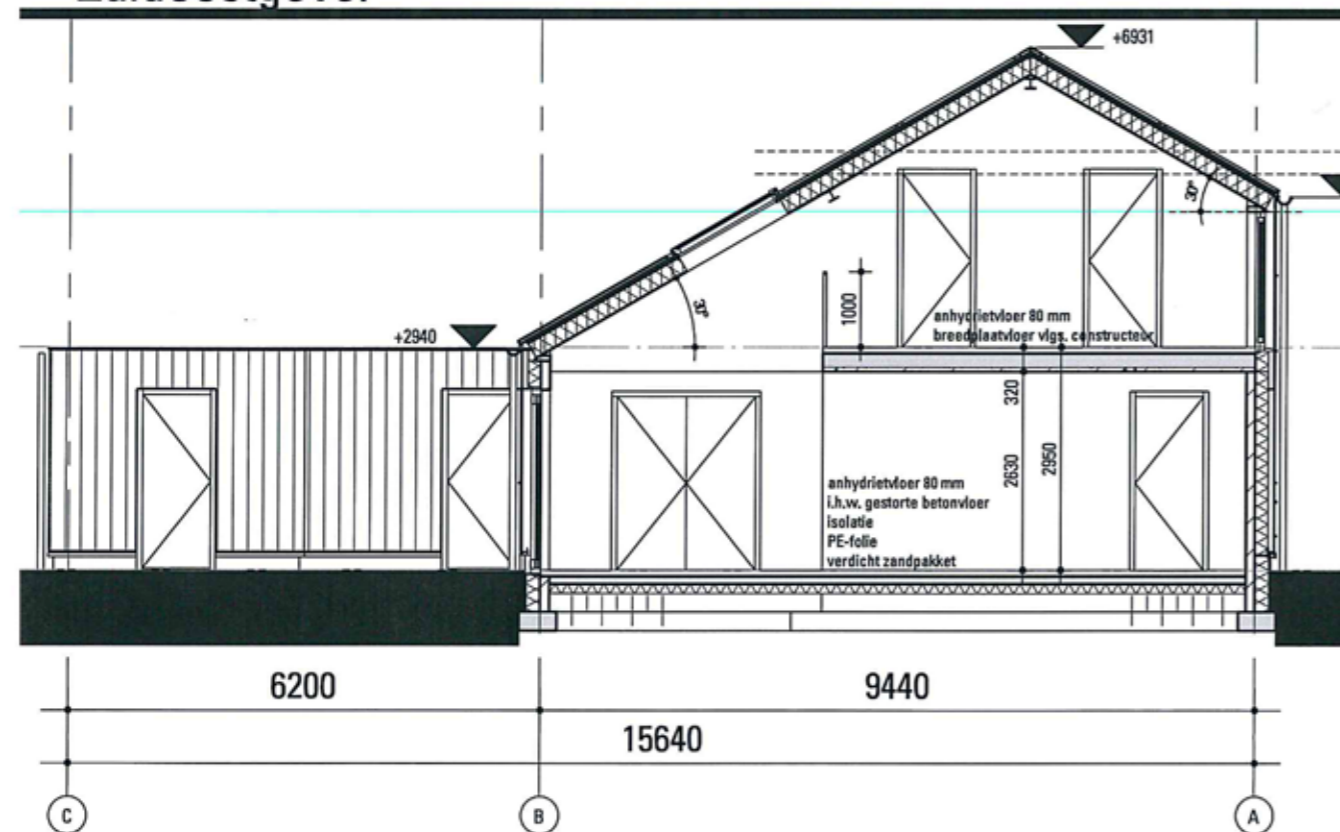 +6931
30°
+2940
30°
1000
anhydrietvloer 80 mm
breedplaatvloer vlgs. constructeur
320
2630
2950
anhydrietvloer 80 mm
i.h.w. gestorte betonvloer
isolatie
PE-folie
verdicht zandpakket
6200
9440
15640
C
B
A